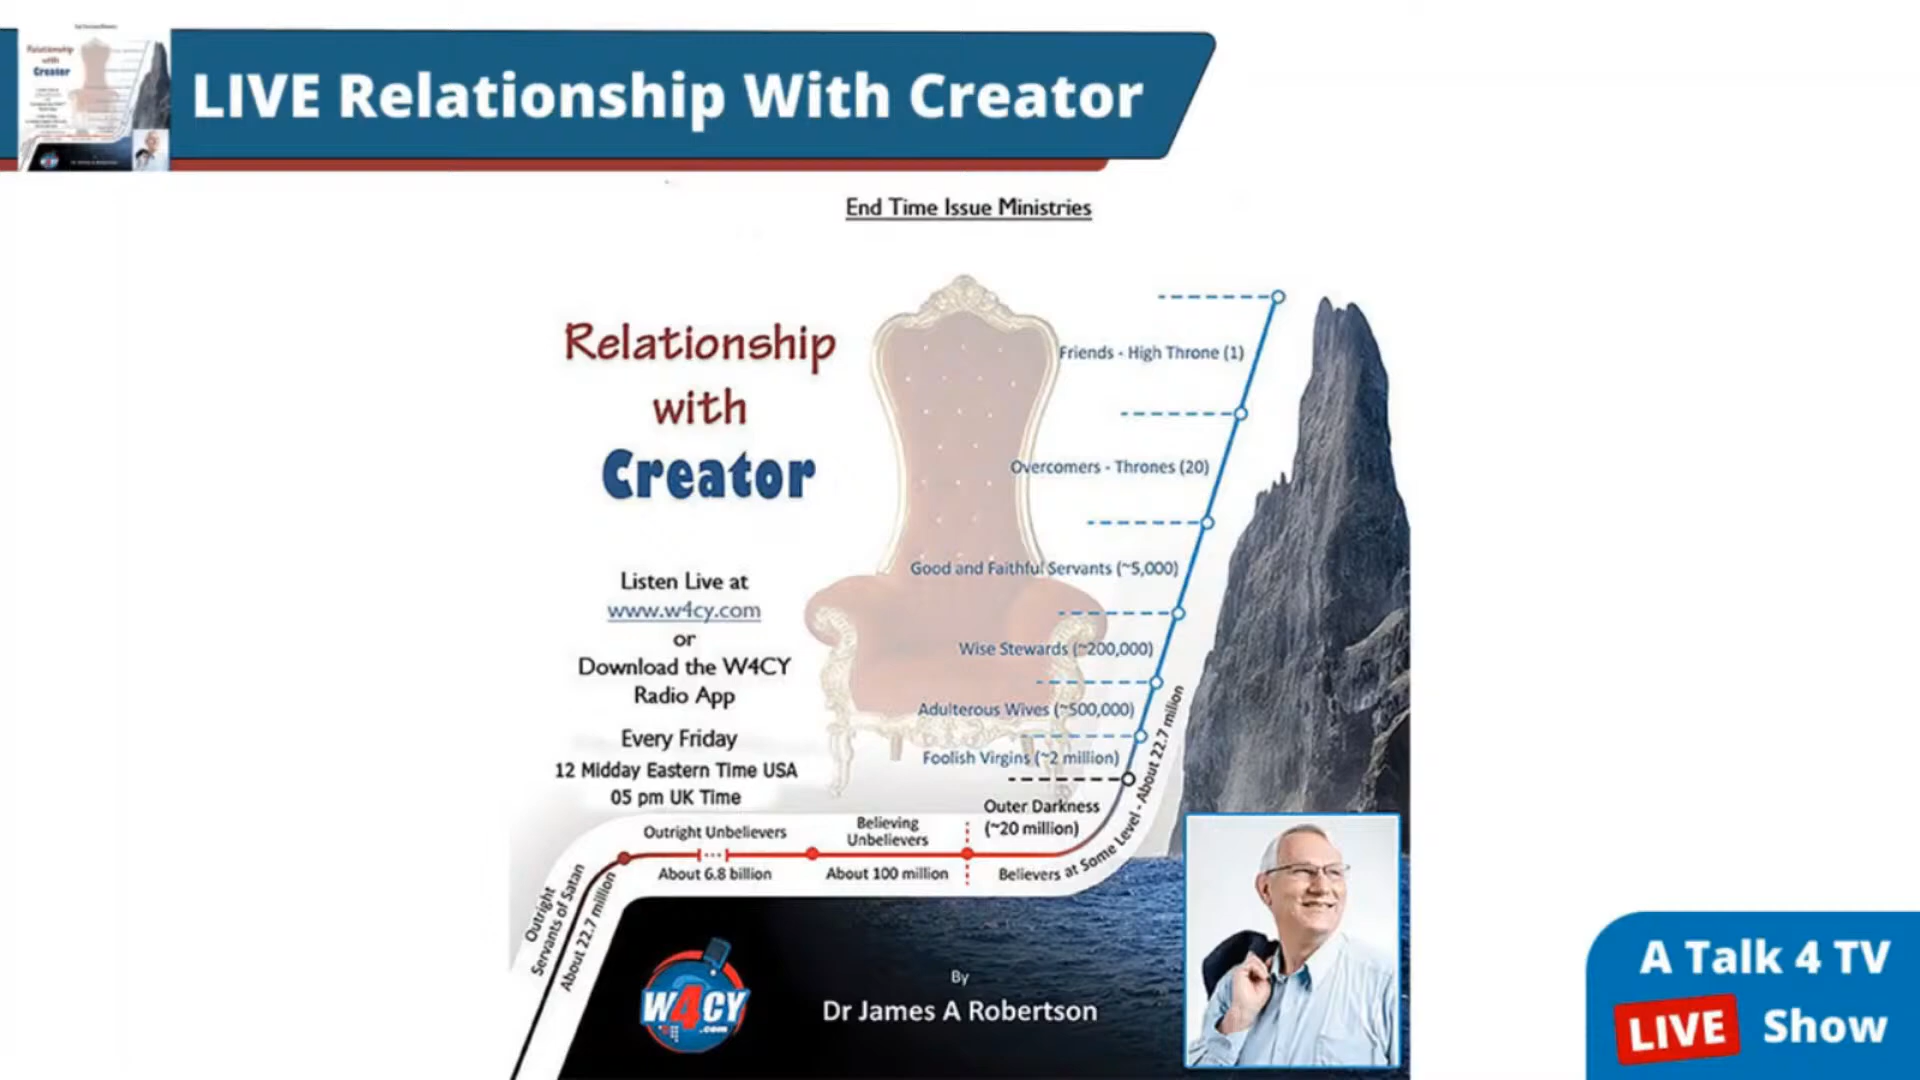 LIVE Relationship With Creator
End Time Issue Ministries
Relationship
with
Creator
Listen Live at
www.w4cy.com
or
Download the W4CY
Radio App
Every Friday
12 Midday Eastern Time USA
05 pm UK Time
Friends - High Throne (1)
Overcomers - Thrones (20)
Good and Faithful Servants (~5,000)
Wise Stewards (~200,000)
Adulterous Wives (~500,000)
Foolish Virgins (~2 million)
Outer Darkness
(~20 million)
Believers at Some Level - About 22.7 milion
Believing
Unbelievers
About 100 million
Outright Unbelievers
About 6.8 billion
Outright
Servants of Satan
About 22.7 million
W4CY
.com
By
Dr James A Robertson
A Talk 4 TV
LIVE Show